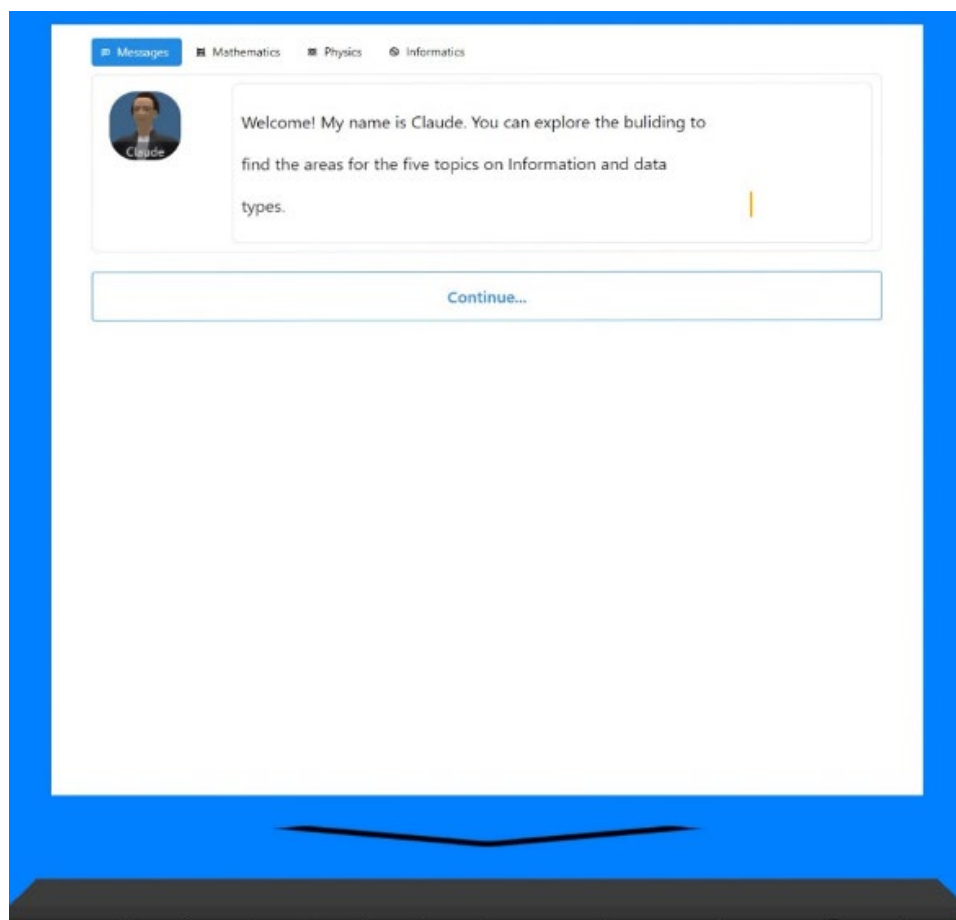 Messages Mathematics Physics Informatics
Claude
Welcome! My name is Claude. You can explore the buliding to
find the areas for the five topics on Information and data
types.
Continue...